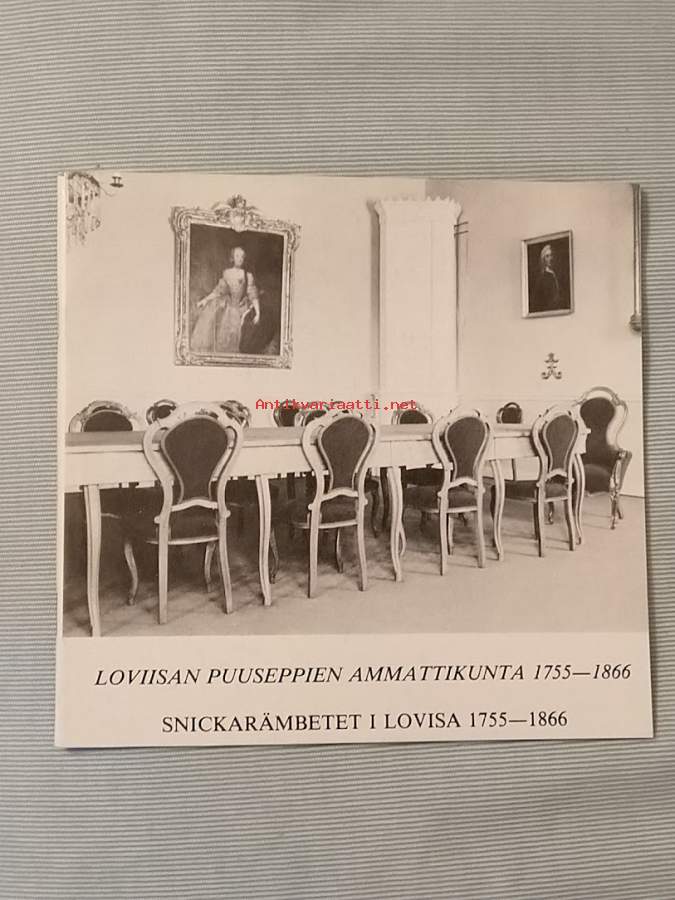 Antikvariaatti.net
LOVIISAN PUUSEPPIEN AMMATTIKUNTA 1755—1866
SNICKARÄMBETET I LOVISA 1755—1866